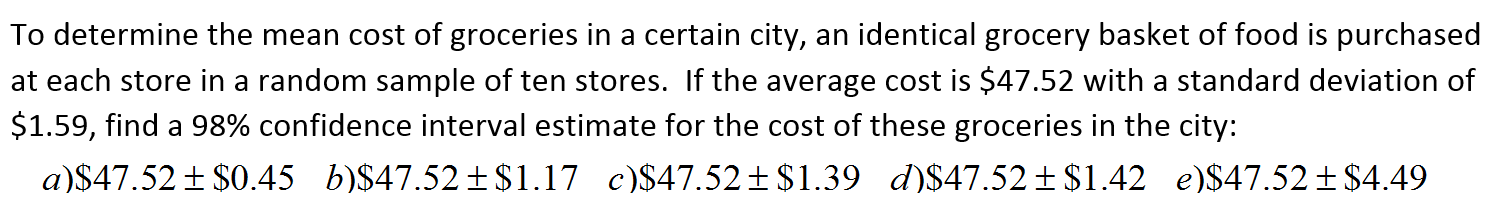 To determine the mean cost of groceries in a certain city, an identical grocery basket of food is purchased
at each store in a random sample of ten stores.  If the average cost is $47.52 with a standard deviation of
$1.59, find a 98% confidence interval estimate for the cost of these groceries in the city:
a)$47.52 ± $0.45   b)$47.52 ± $1.17   c)$47.52 ± $1.39   d)$47.52 ± $1.42   e)$47.52 ± $4.49